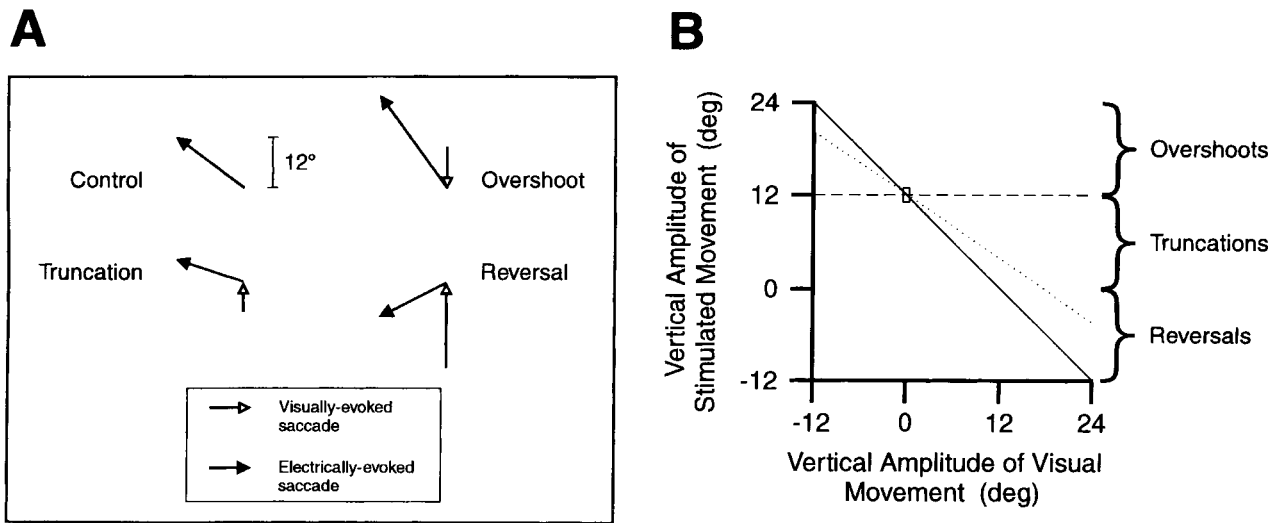 A
Control
12°
Overshoot
Truncation
Reversal
Visually-evoked
saccade
Electrically-evoked
saccade
B
Vertical Amplitude of
Stimulated Movement (deg)
24
12
0
-12
-12
0
12
24
Vertical Amplitude of Visual
Movement (deg)
Overshoots
Truncations
Reversals